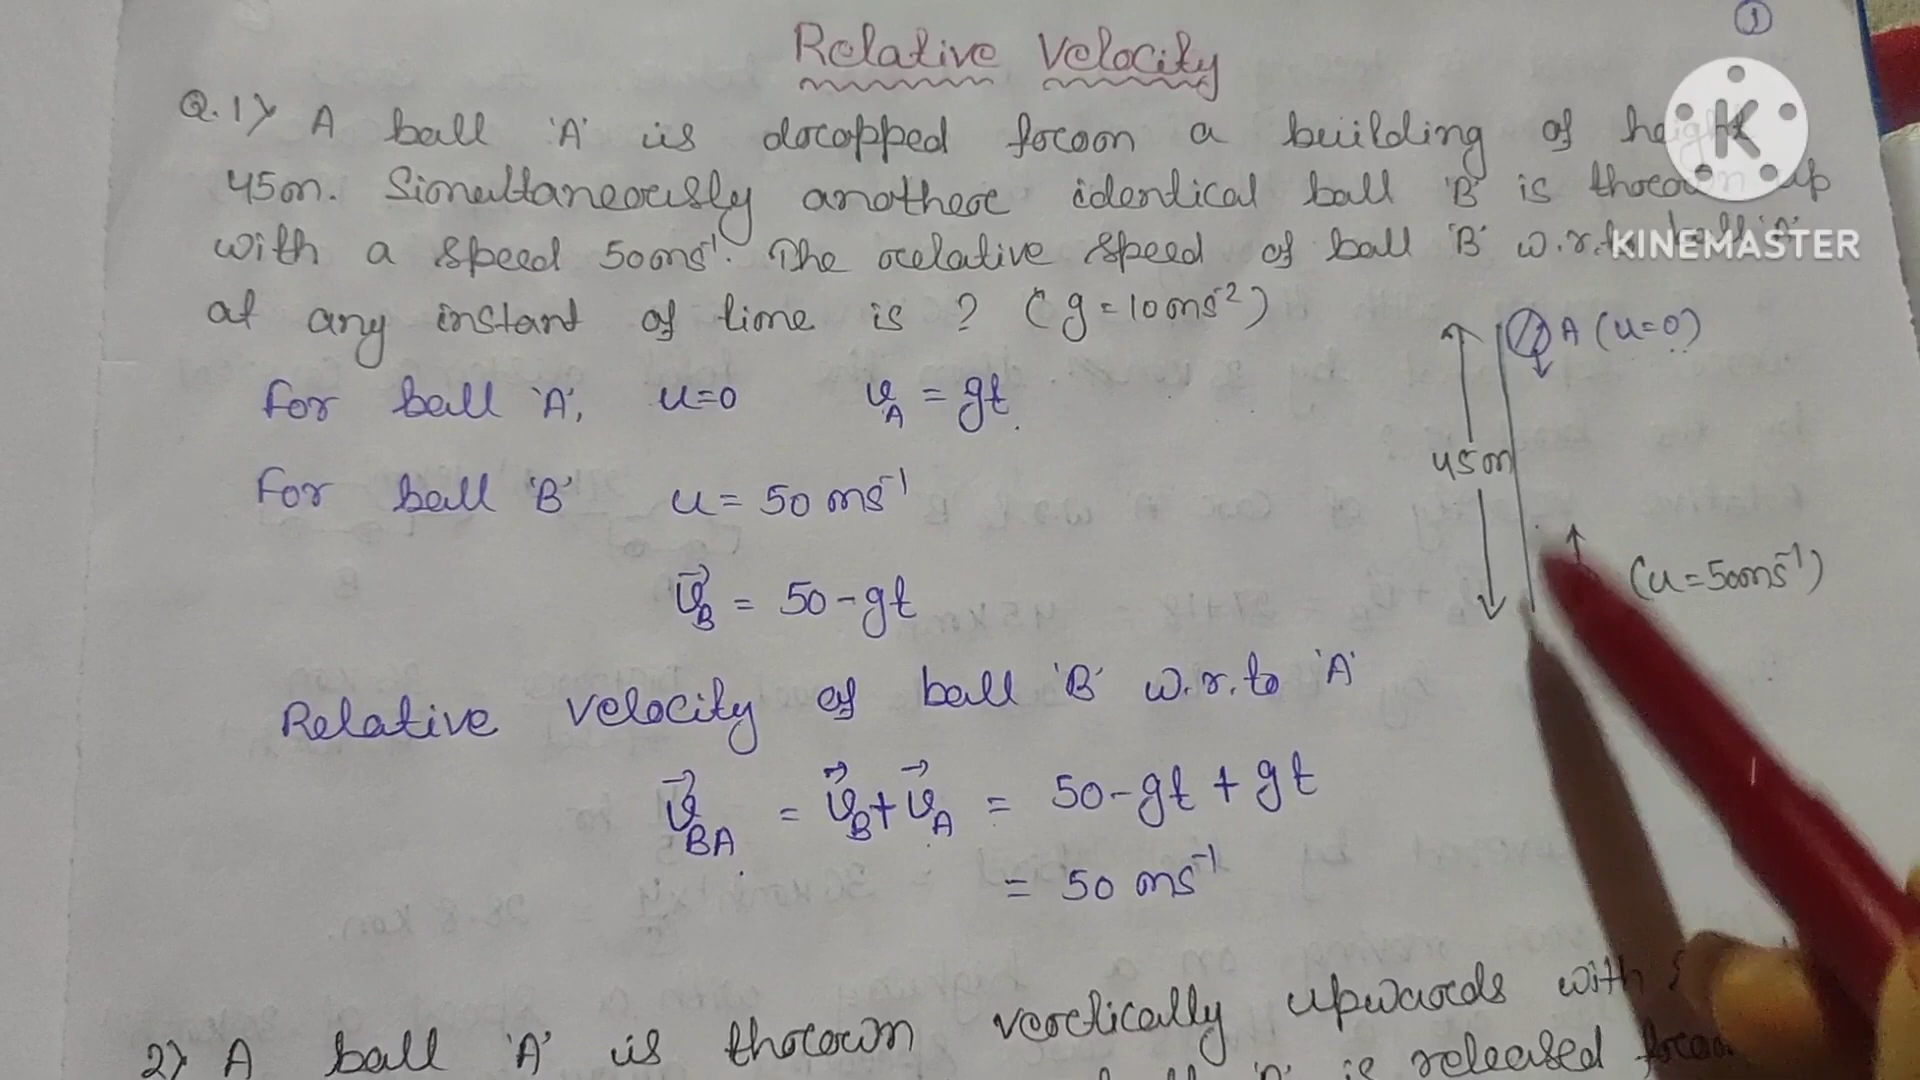 1
Relative Velocity
Q.1) A ball 'A' is dropped from a building of height
45m. Simultaneously another identical ball 'B' is thrown up
with a speed 50ms⁻¹. The relative speed of ball 'B' w.r.to ball 'A'
at any instant of time is ? (g=10ms⁻²)
KINEMASTER
A (u=0)
For ball 'A', u=0 v_A = gt
45m
For ball 'B' u= 50 ms⁻¹
(u=50ms⁻¹)
v⃗_B = 50-gt
Relative velocity of ball 'B' w.r.to 'A'
v⃗_BA = v⃗_B + v⃗_A = 50-gt + gt
= 50 ms⁻¹
2) A ball 'A' is thrown vertically upwards with
is released from